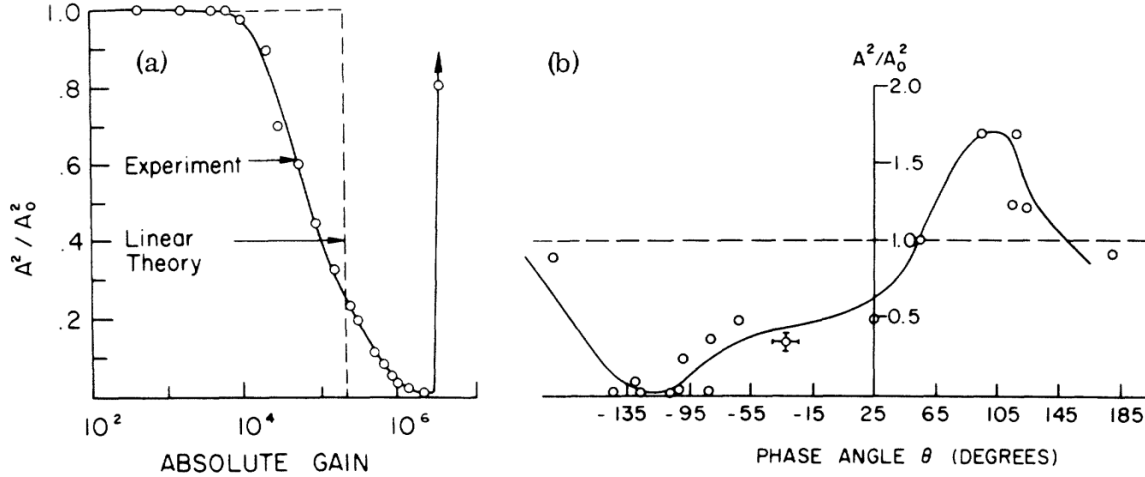 1.0
.8
.6
.4
.2
A²/A₀²
(a)
Experiment
Linear
Theory
10² 10⁴ 10⁶
ABSOLUTE GAIN
(b)
A²/A₀²
2.0
1.5
1.0
0.5
-135 -95 -55 -15 25 65 105 145 185
PHASE ANGLE θ (DEGREES)